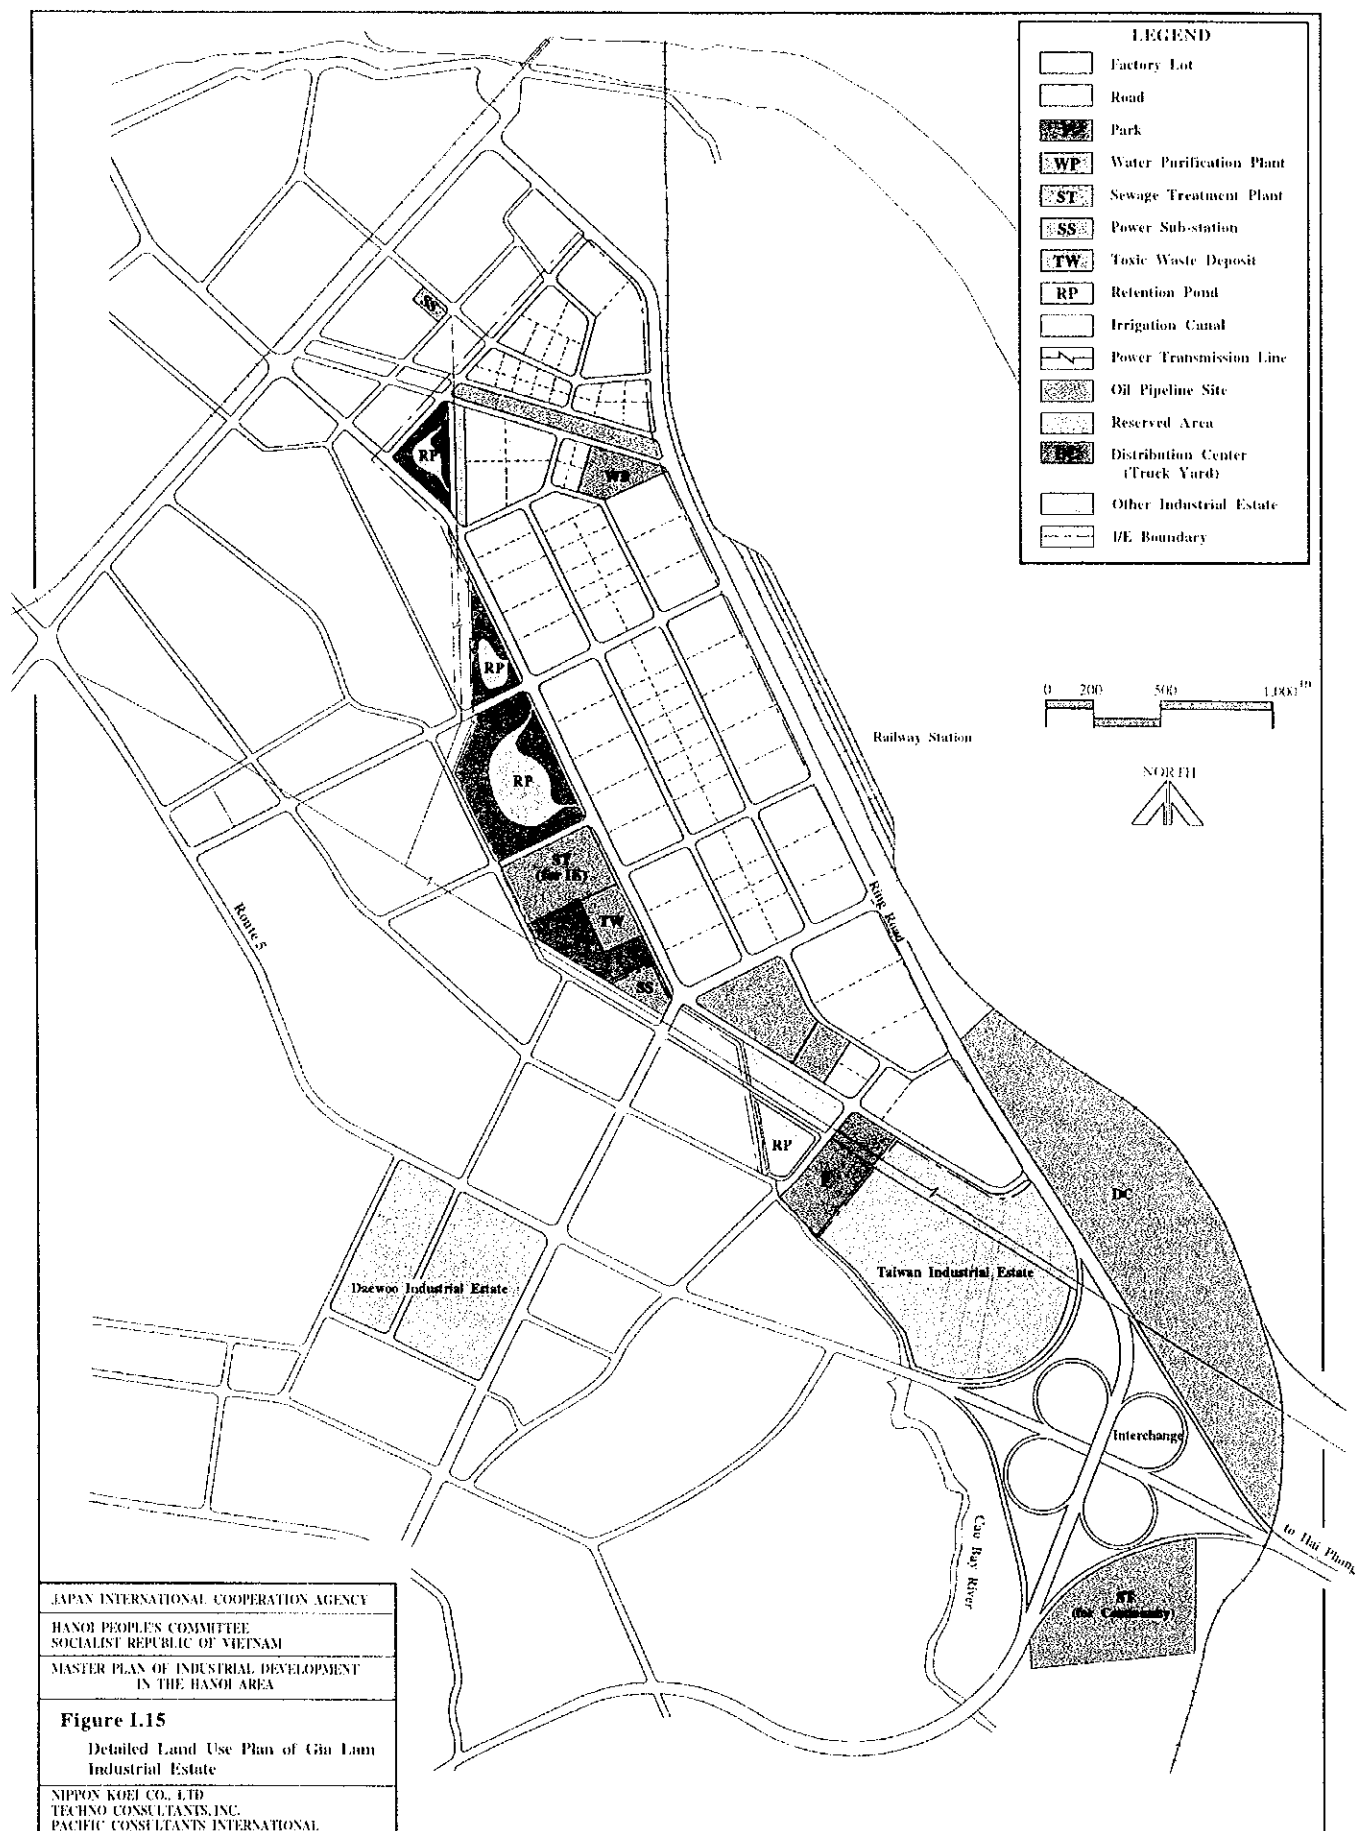 LEGEND
Factory Lot
Road
Park
WP Water Purification Plant
ST Sewage Treatment Plant
SS Power Sub-station
TW Toxic Waste Deposit
RP Retention Pond
Irrigation Canal
Power Transmission Line
Oil Pipeline Site
Reserved Area
Distribution Center
(Truck Yard)
Other Industrial Estate
I/E Boundary
SS
RP
WP
RP
0 200 500 1,000 m
Railway Station
NORTH
RP
ST
(for IE)
TW
Route 5
Ring Road
SS
RP
P
DC
Taiwan Industrial Estate
Daewoo Industrial Estate
Interchange
Cau Bay River
to Hai Phong
ST
(for Community)
JAPAN INTERNATIONAL COOPERATION AGENCY
HANOI PEOPLE'S COMMITTEE
SOCIALIST REPUBLIC OF VIETNAM
MASTER PLAN OF INDUSTRIAL DEVELOPMENT
IN THE HANOI AREA
Figure I.15
Detailed Land Use Plan of Gia Lam
Industrial Estate
NIPPON KOEI CO., LTD
TECHNO CONSULTANTS, INC.
PACIFIC CONSULTANTS INTERNATIONAL